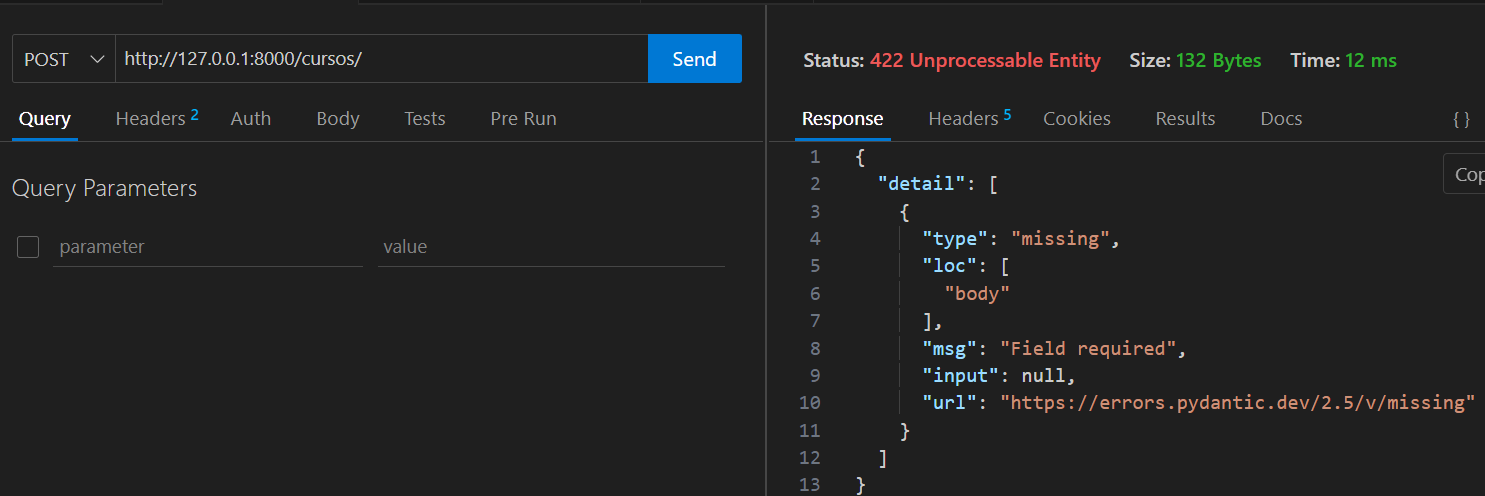 POST http://127.0.0.1:8000/cursos/ Send
Query Headers 2 Auth Body Tests Pre Run
Query Parameters
parameter value
Status: 422 Unprocessable Entity Size: 132 Bytes Time: 12 ms
Response Headers 5 Cookies Results Docs { }
1 {
2 "detail": [
3 {
4 "type": "missing",
5 "loc": [
6 "body"
7 ],
8 "msg": "Field required",
9 "input": null,
10 "url": "https://errors.pydantic.dev/2.5/v/missing"
11 }
12 ]
13 }
Cop